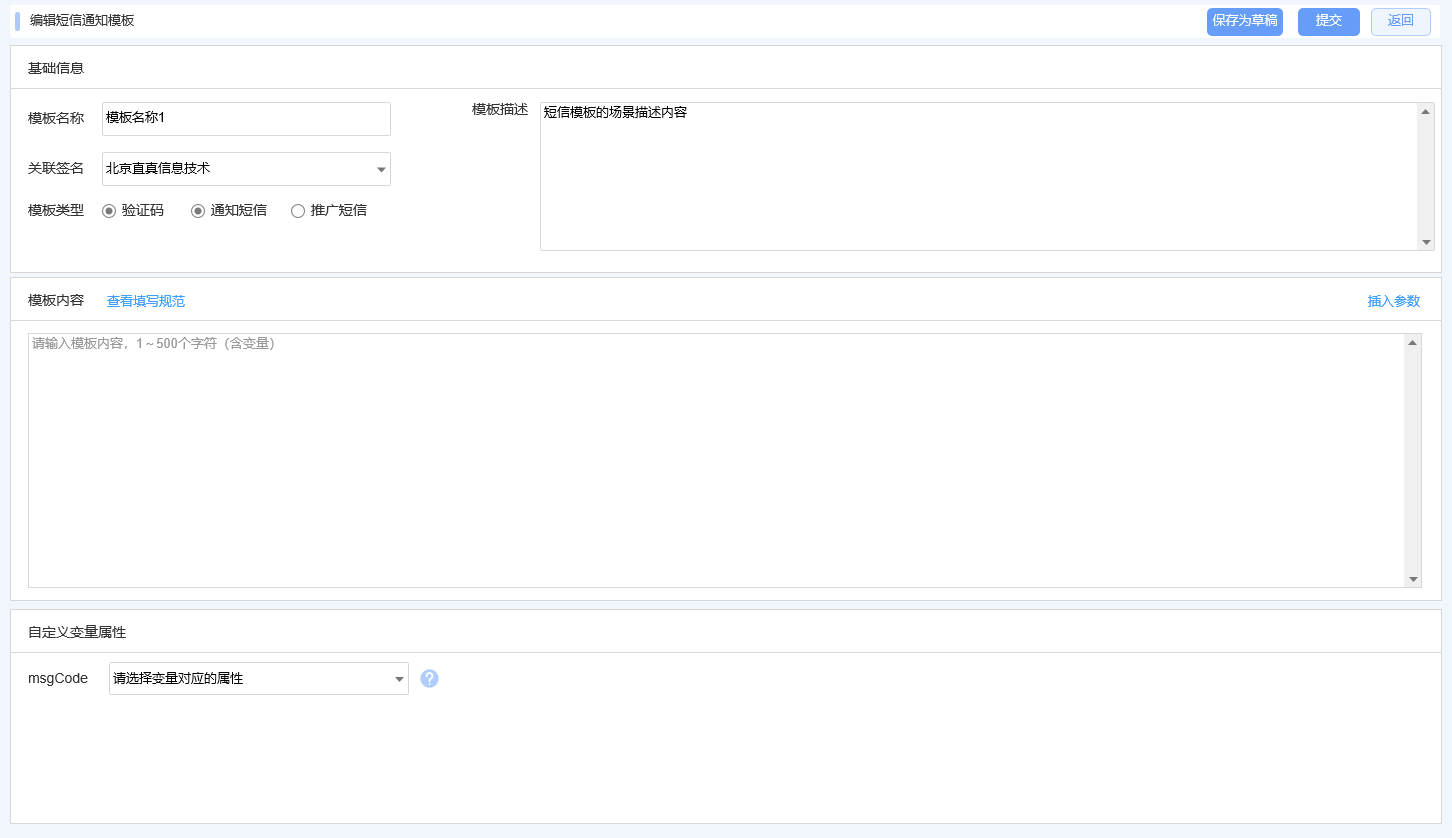 编辑短信通知模板
保存为草稿 提交 返回
基础信息
模板名称 模板名称1
模板描述 短信模板的场景描述内容
关联签名 北京直真信息技术
模板类型 验证码 通知短信 推广短信
模板内容 查看填写规范 插入参数
请输入模板内容，1～500个字符（含变量）
自定义变量属性
msgCode 请选择变量对应的属性 ?